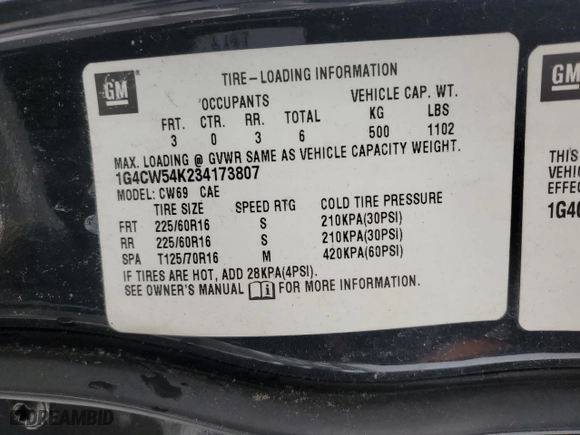 GM
TIRE-LOADING INFORMATION
OCCUPANTS VEHICLE CAP. WT.
FRT. CTR. RR. TOTAL KG LBS
3 0 3 6 500 1102
MAX. LOADING @ GVWR SAME AS VEHICLE CAPACITY WEIGHT.
1G4CW54K234173807
MODEL: CW69 CAE
TIRE SIZE SPEED RTG COLD TIRE PRESSURE
FRT 225/60R16 S 210KPA(30PSI)
RR 225/60R16 S 210KPA(30PSI)
SPA T125/70R16 M 420KPA(60PSI)
IF TIRES ARE HOT, ADD 28KPA(4PSI).
SEE OWNER'S MANUAL FOR MORE INFORMATION.
GM
THIS
VEHI
EFFE
1G4
DREAMBID